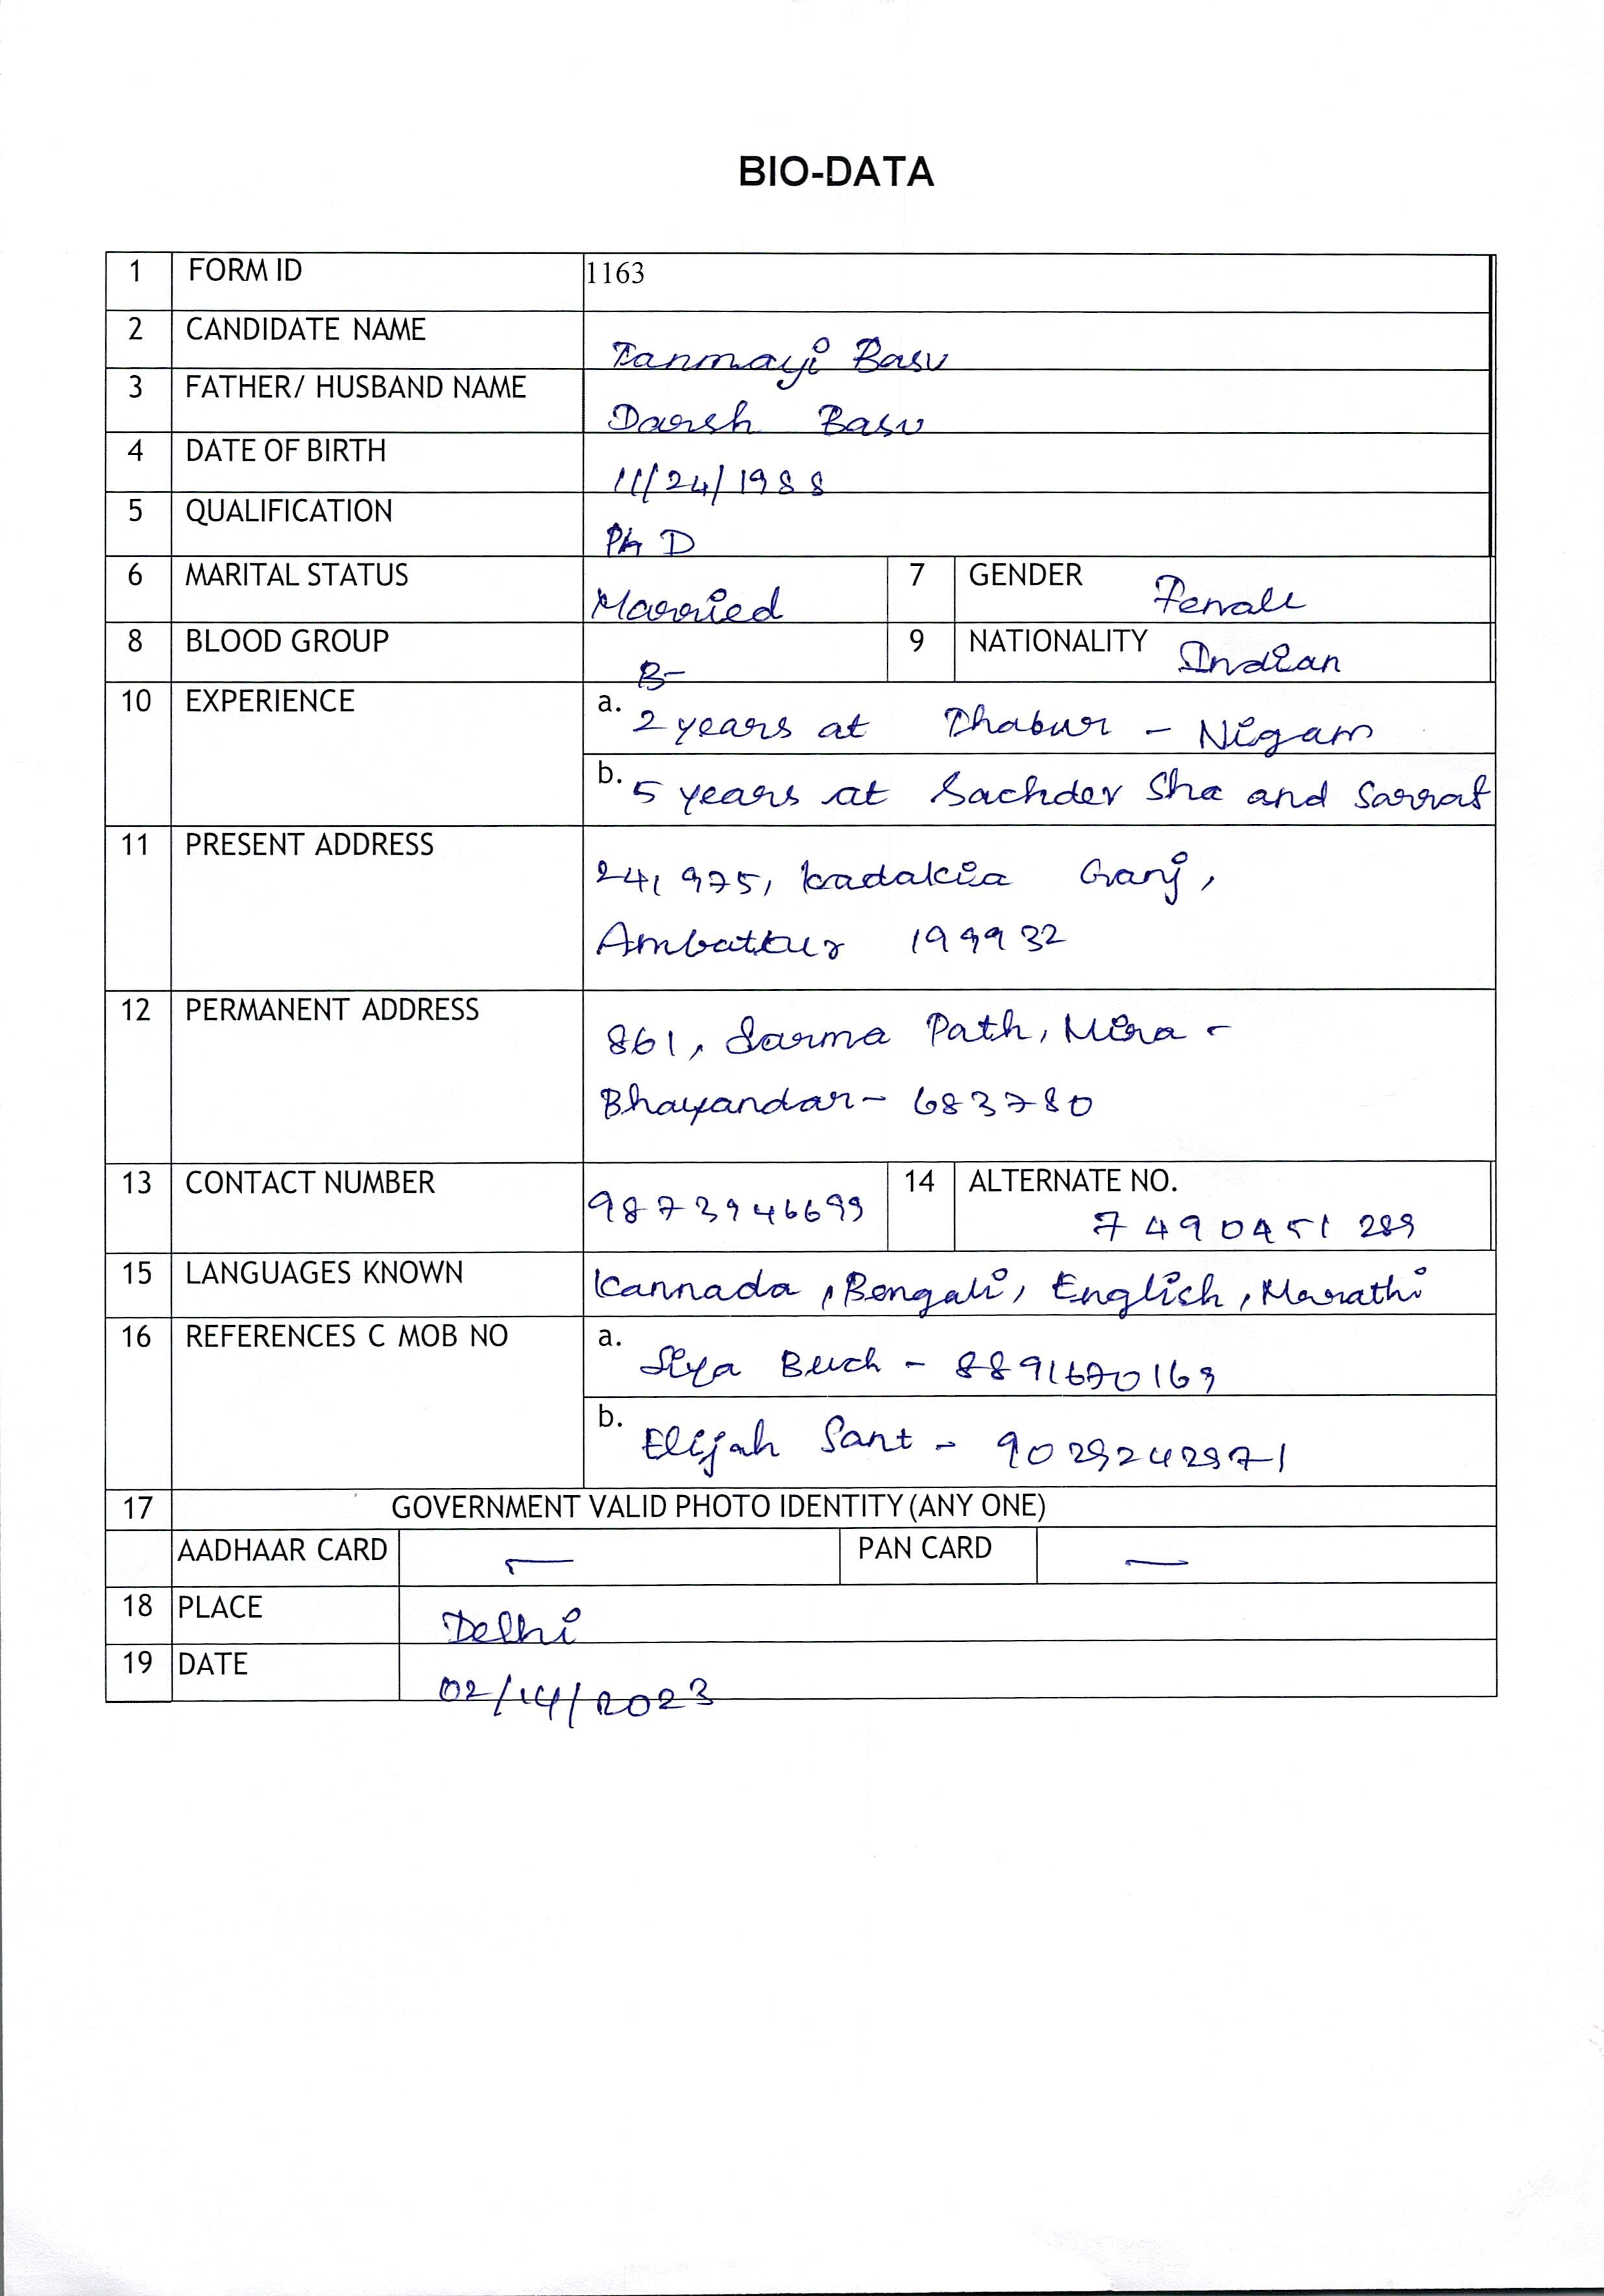 BIO-DATA
1 FORM ID 1163
2 CANDIDATE NAME Tanmayi Basu
3 FATHER/ HUSBAND NAME Darsh Basu
4 DATE OF BIRTH 11/24/1988
5 QUALIFICATION Ph D
6 MARITAL STATUS Married 7 GENDER Female
8 BLOOD GROUP B- 9 NATIONALITY Indian
10 EXPERIENCE a. 2 years at Thakur - Nigam
b. 5 years at Sachdev Sha and Sarraf
11 PRESENT ADDRESS 24, 975, Kadakia Ganj,
Ambattur 199932
12 PERMANENT ADDRESS 861, Sarma Path, Mira -
Bhayandar - 683780
13 CONTACT NUMBER 9873946699 14 ALTERNATE NO.
7490451289
15 LANGUAGES KNOWN Kannada, Bengali, English, Marathi
16 REFERENCES C MOB NO a. Siya Buch - 8891670169
b. Elijah Sant - 9029242971
17 GOVERNMENT VALID PHOTO IDENTITY (ANY ONE)
AADHAAR CARD - PAN CARD -
18 PLACE Delhi
19 DATE 02/14/2023